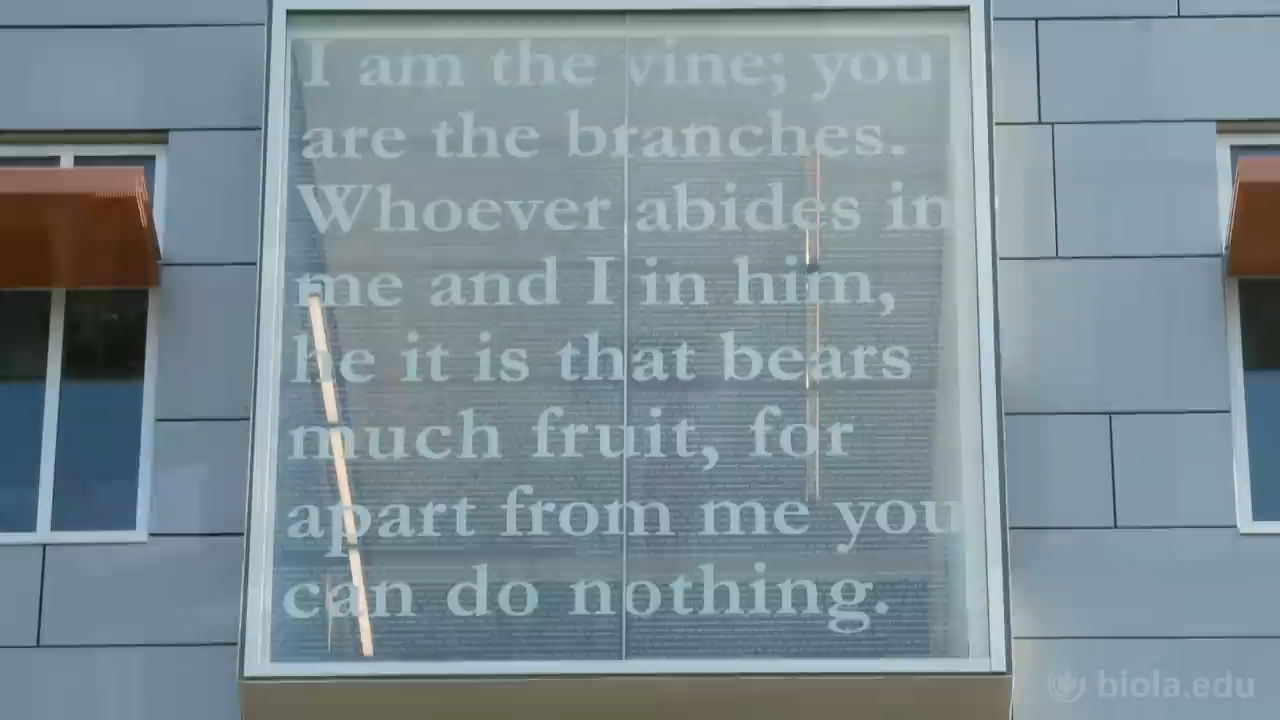 I am the vine; you
are the branches.
Whoever abides in
me and I in him,
he it is that bears
much fruit, for
apart from me you
can do nothing.
biola.edu